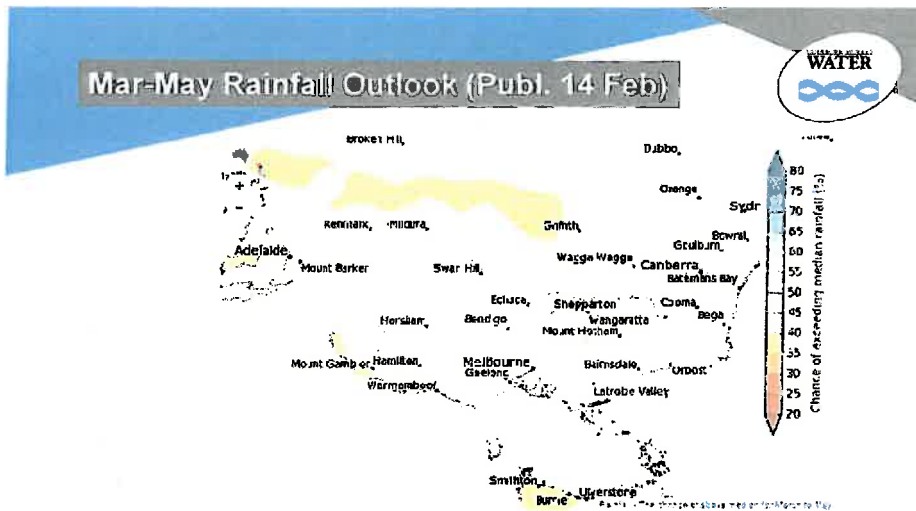 Mar-May Rainfall Outlook (Publ. 14 Feb)
WATER
Broken Hill
Dubbo
Orange
Sydr
Renmark Mildura
Griffith
Bowral
Goulburn
Adelaide
Mount Barker
Swan Hill
Wagga Wagga
Canberra
Batemans Bay
Echuca
Shepparton
Cooma
Horsham
Bendigo
Wangaratta
Bega
Mount Hotham
Mount Gambier Hamilton
Melbourne
Geelong
Bairnsdale
Orbost
Warrnambool
Latrobe Valley
Smithton
Burnie
Ulverstone
80
75
70
65
60
55
50
45
40
35
30
25
20
Chance of exceeding median rainfall (%)